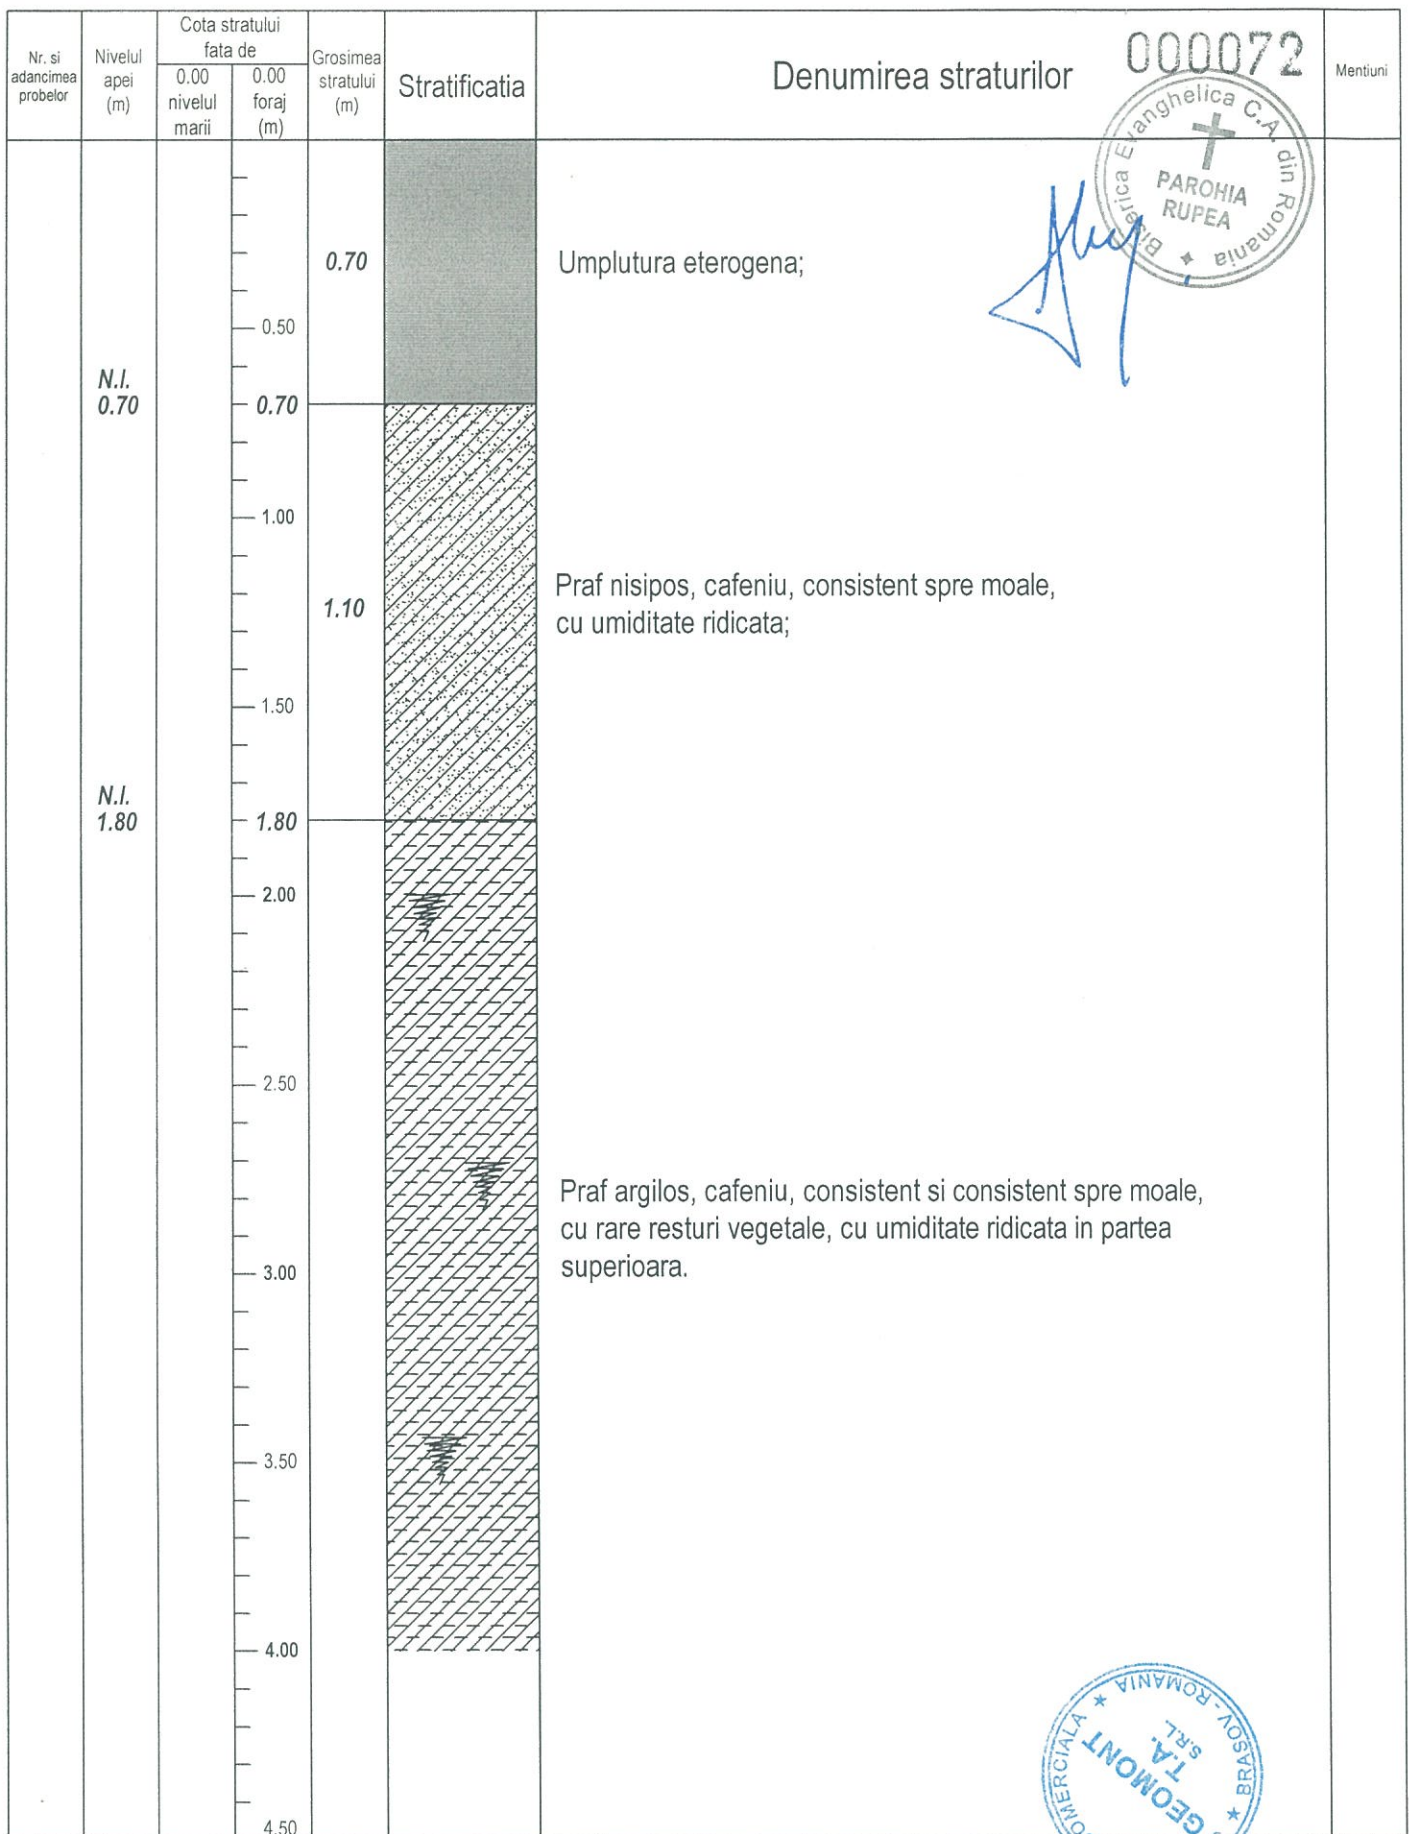 Nr. si
adancimea
probelor
Nivelul
apei
(m)
Cota stratului
fata de
0.00
nivelul
marii
0.00
foraj
(m)
Grosimea
stratului
(m)
Stratificatia
Denumirea straturilor
000072
Mentiuni
Biserica Evanghelica C.A. din Romania
PAROHIA
RUPEA
0.70
Umplutura eterogena;
0.50
N.I.
0.70
0.70
1.00
1.10
Praf nisipos, cafeniu, consistent spre moale,
cu umiditate ridicata;
1.50
N.I.
1.80
1.80
2.00
2.50
Praf argilos, cafeniu, consistent si consistent spre moale,
cu rare resturi vegetale, cu umiditate ridicata in partea
superioara.
3.00
3.50
4.00
4.50
OMERCIALA ★ ROMANIA - BRASOV ★
GEOMONT
T.A.
S.R.L.